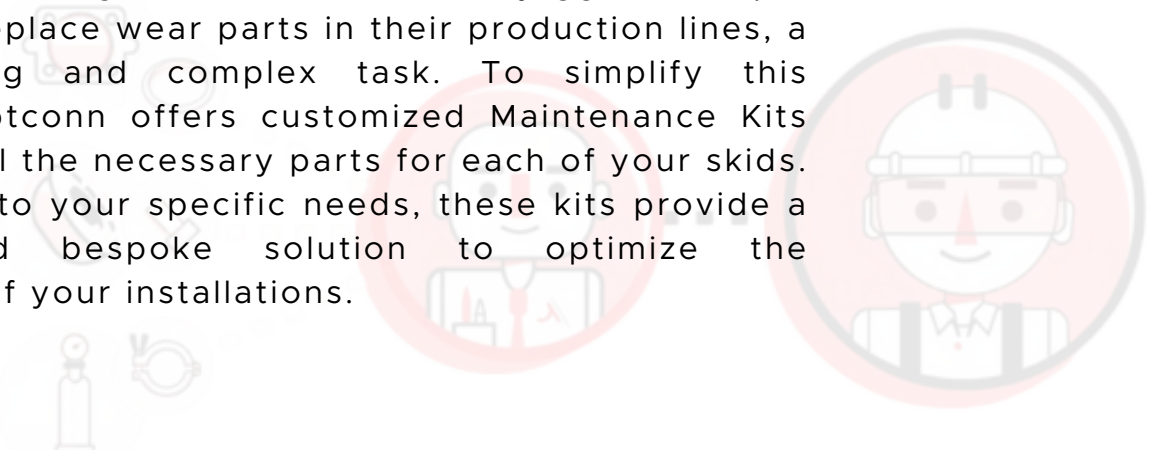 place wear parts in their production lines, a
g and complex task. To simplify this
tconn offers customized Maintenance Kits
l the necessary parts for each of your skids.
to your specific needs, these kits provide a
d bespoke solution to optimize the
f your installations.